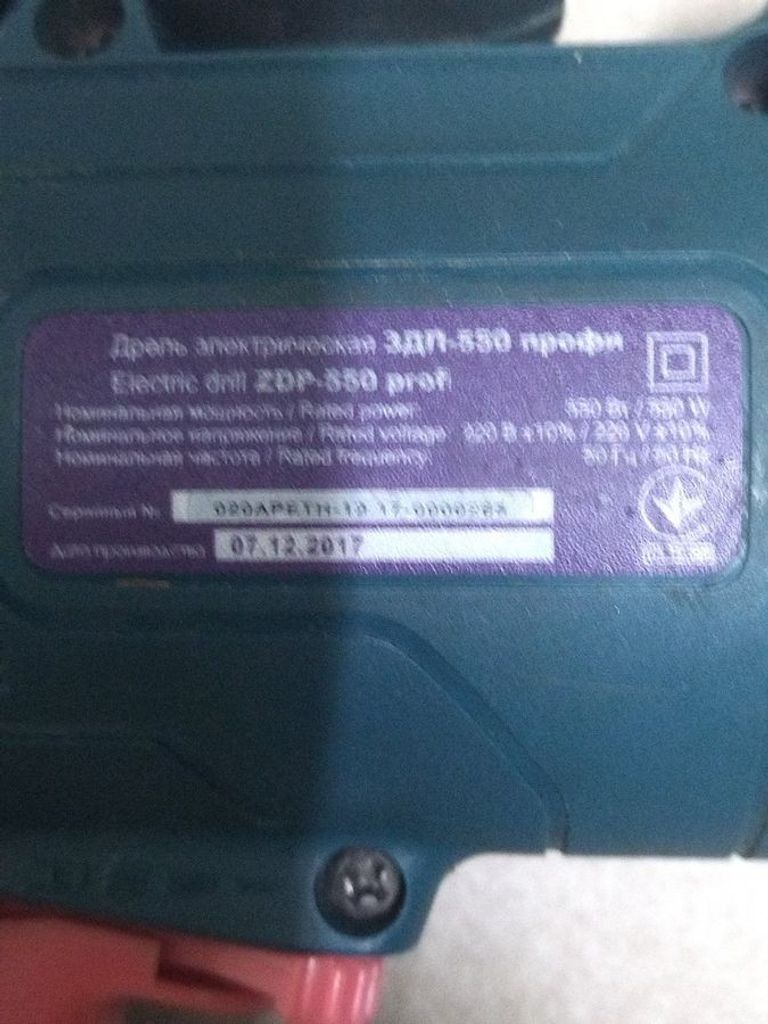 Дрель электрическая ЗДП-550 профи
Electric drill ZDP-550 prof
Номинальная мощность / Rated power: 550 Вт / 550 W
Номинальное напряжение / Rated voltage: 220 В ±10% / 220 V ±10%
Номинальная частота / Rated frequency: 50 Гц / 50 Hz
Серийный №
Дата производства 07.12.2017